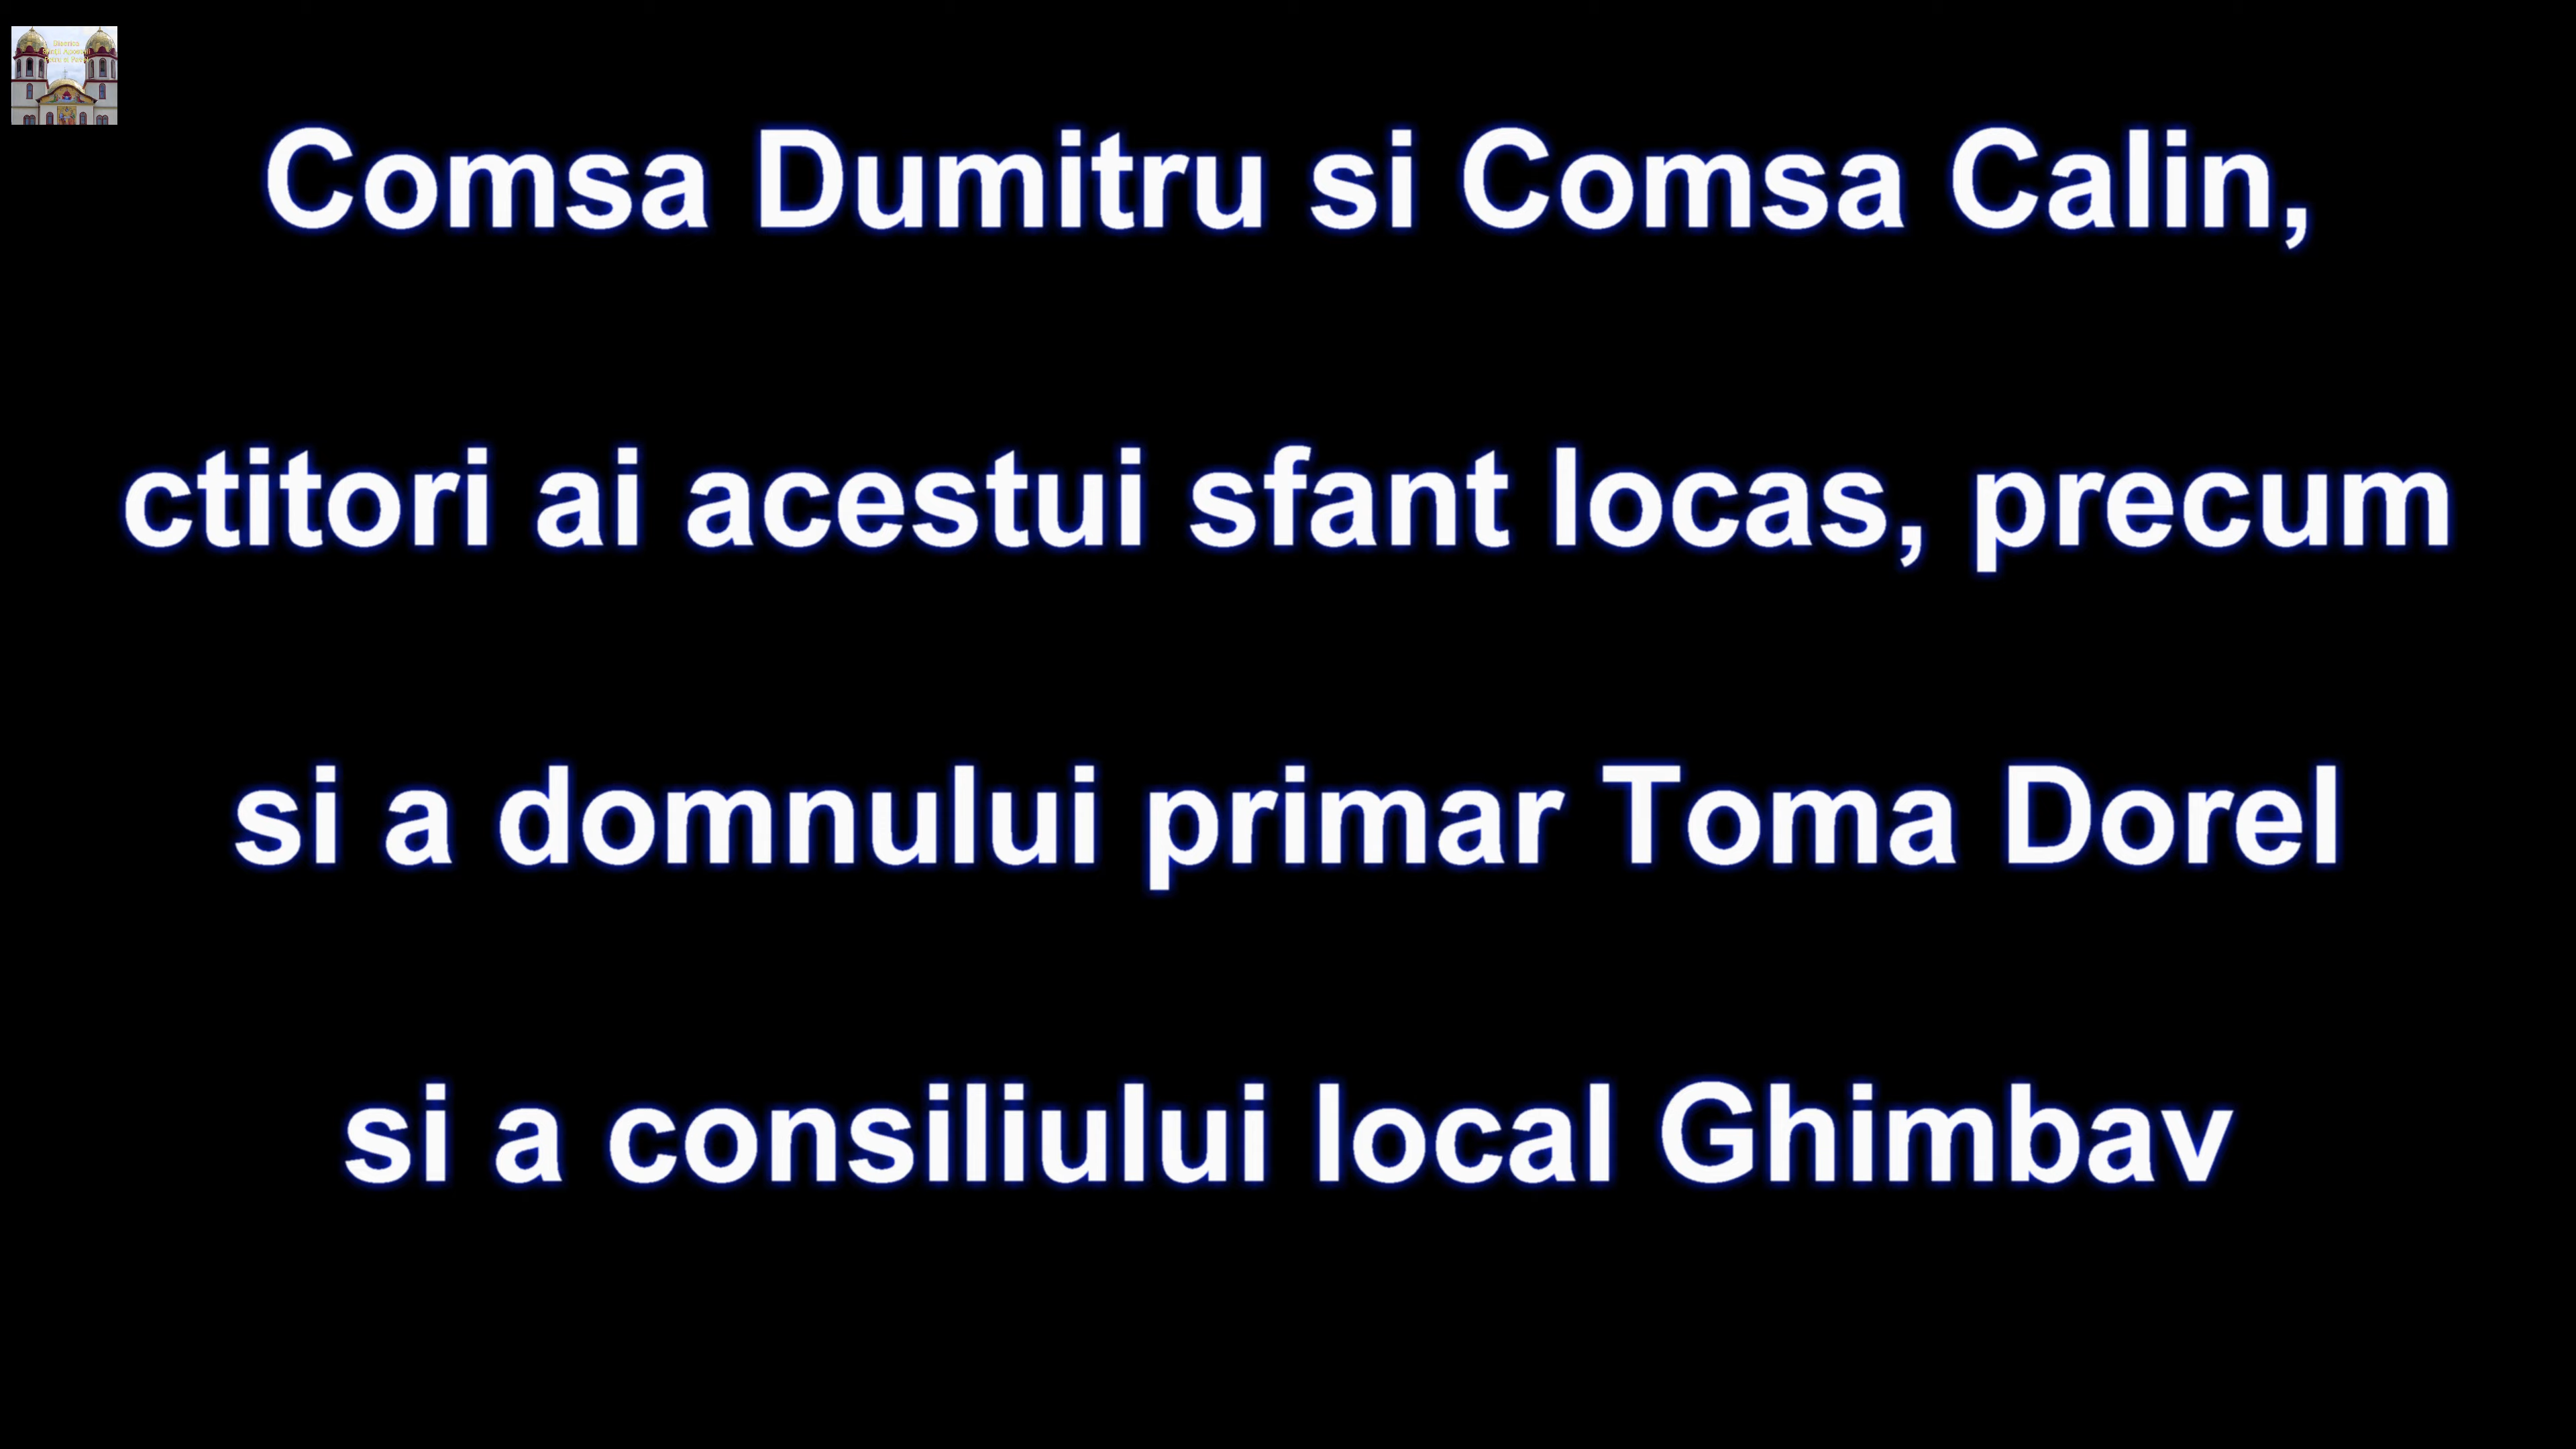 Comsa Dumitru si Comsa Calin,
ctitori ai acestui sfant locas, precum
si a domnului primar Toma Dorel
si a consiliului local Ghimbav